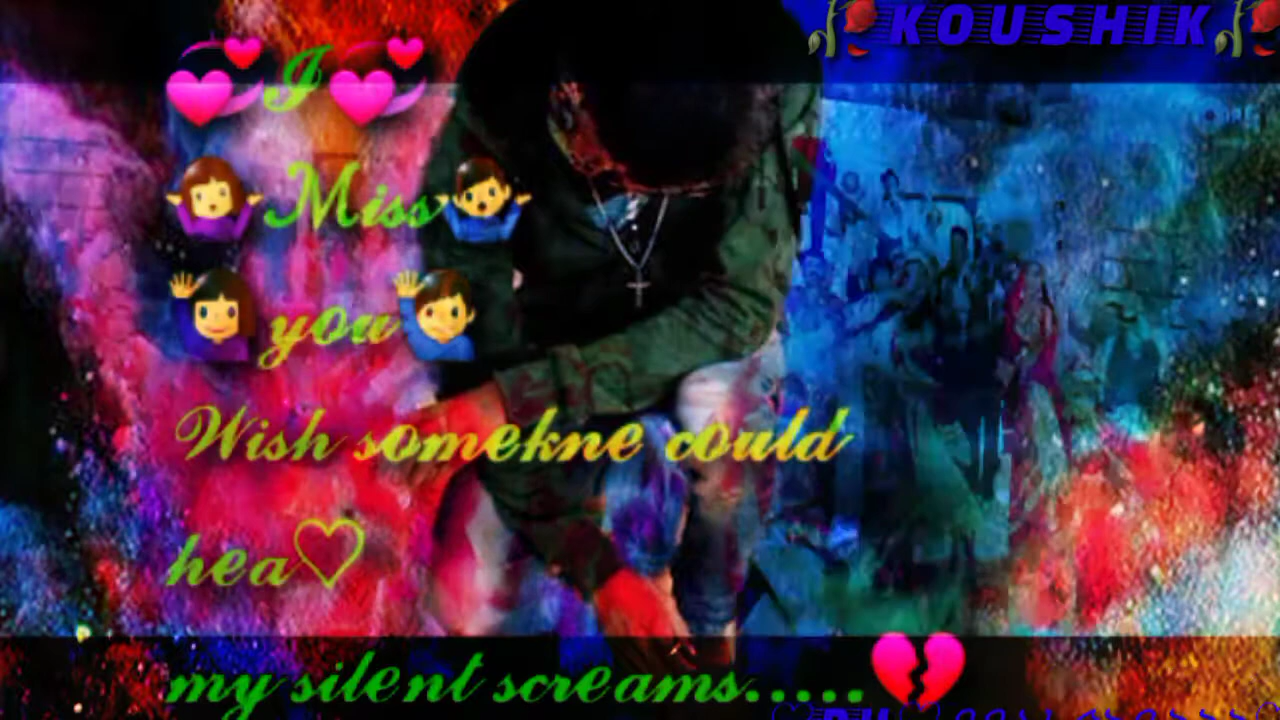 🥀KOUSHIK🥀
💞I💞
🤷‍♀️Miss🤷‍♂️
🙋‍♀️you🙋‍♂️
Wish somekne could
hea♡
my silent screams.....💔